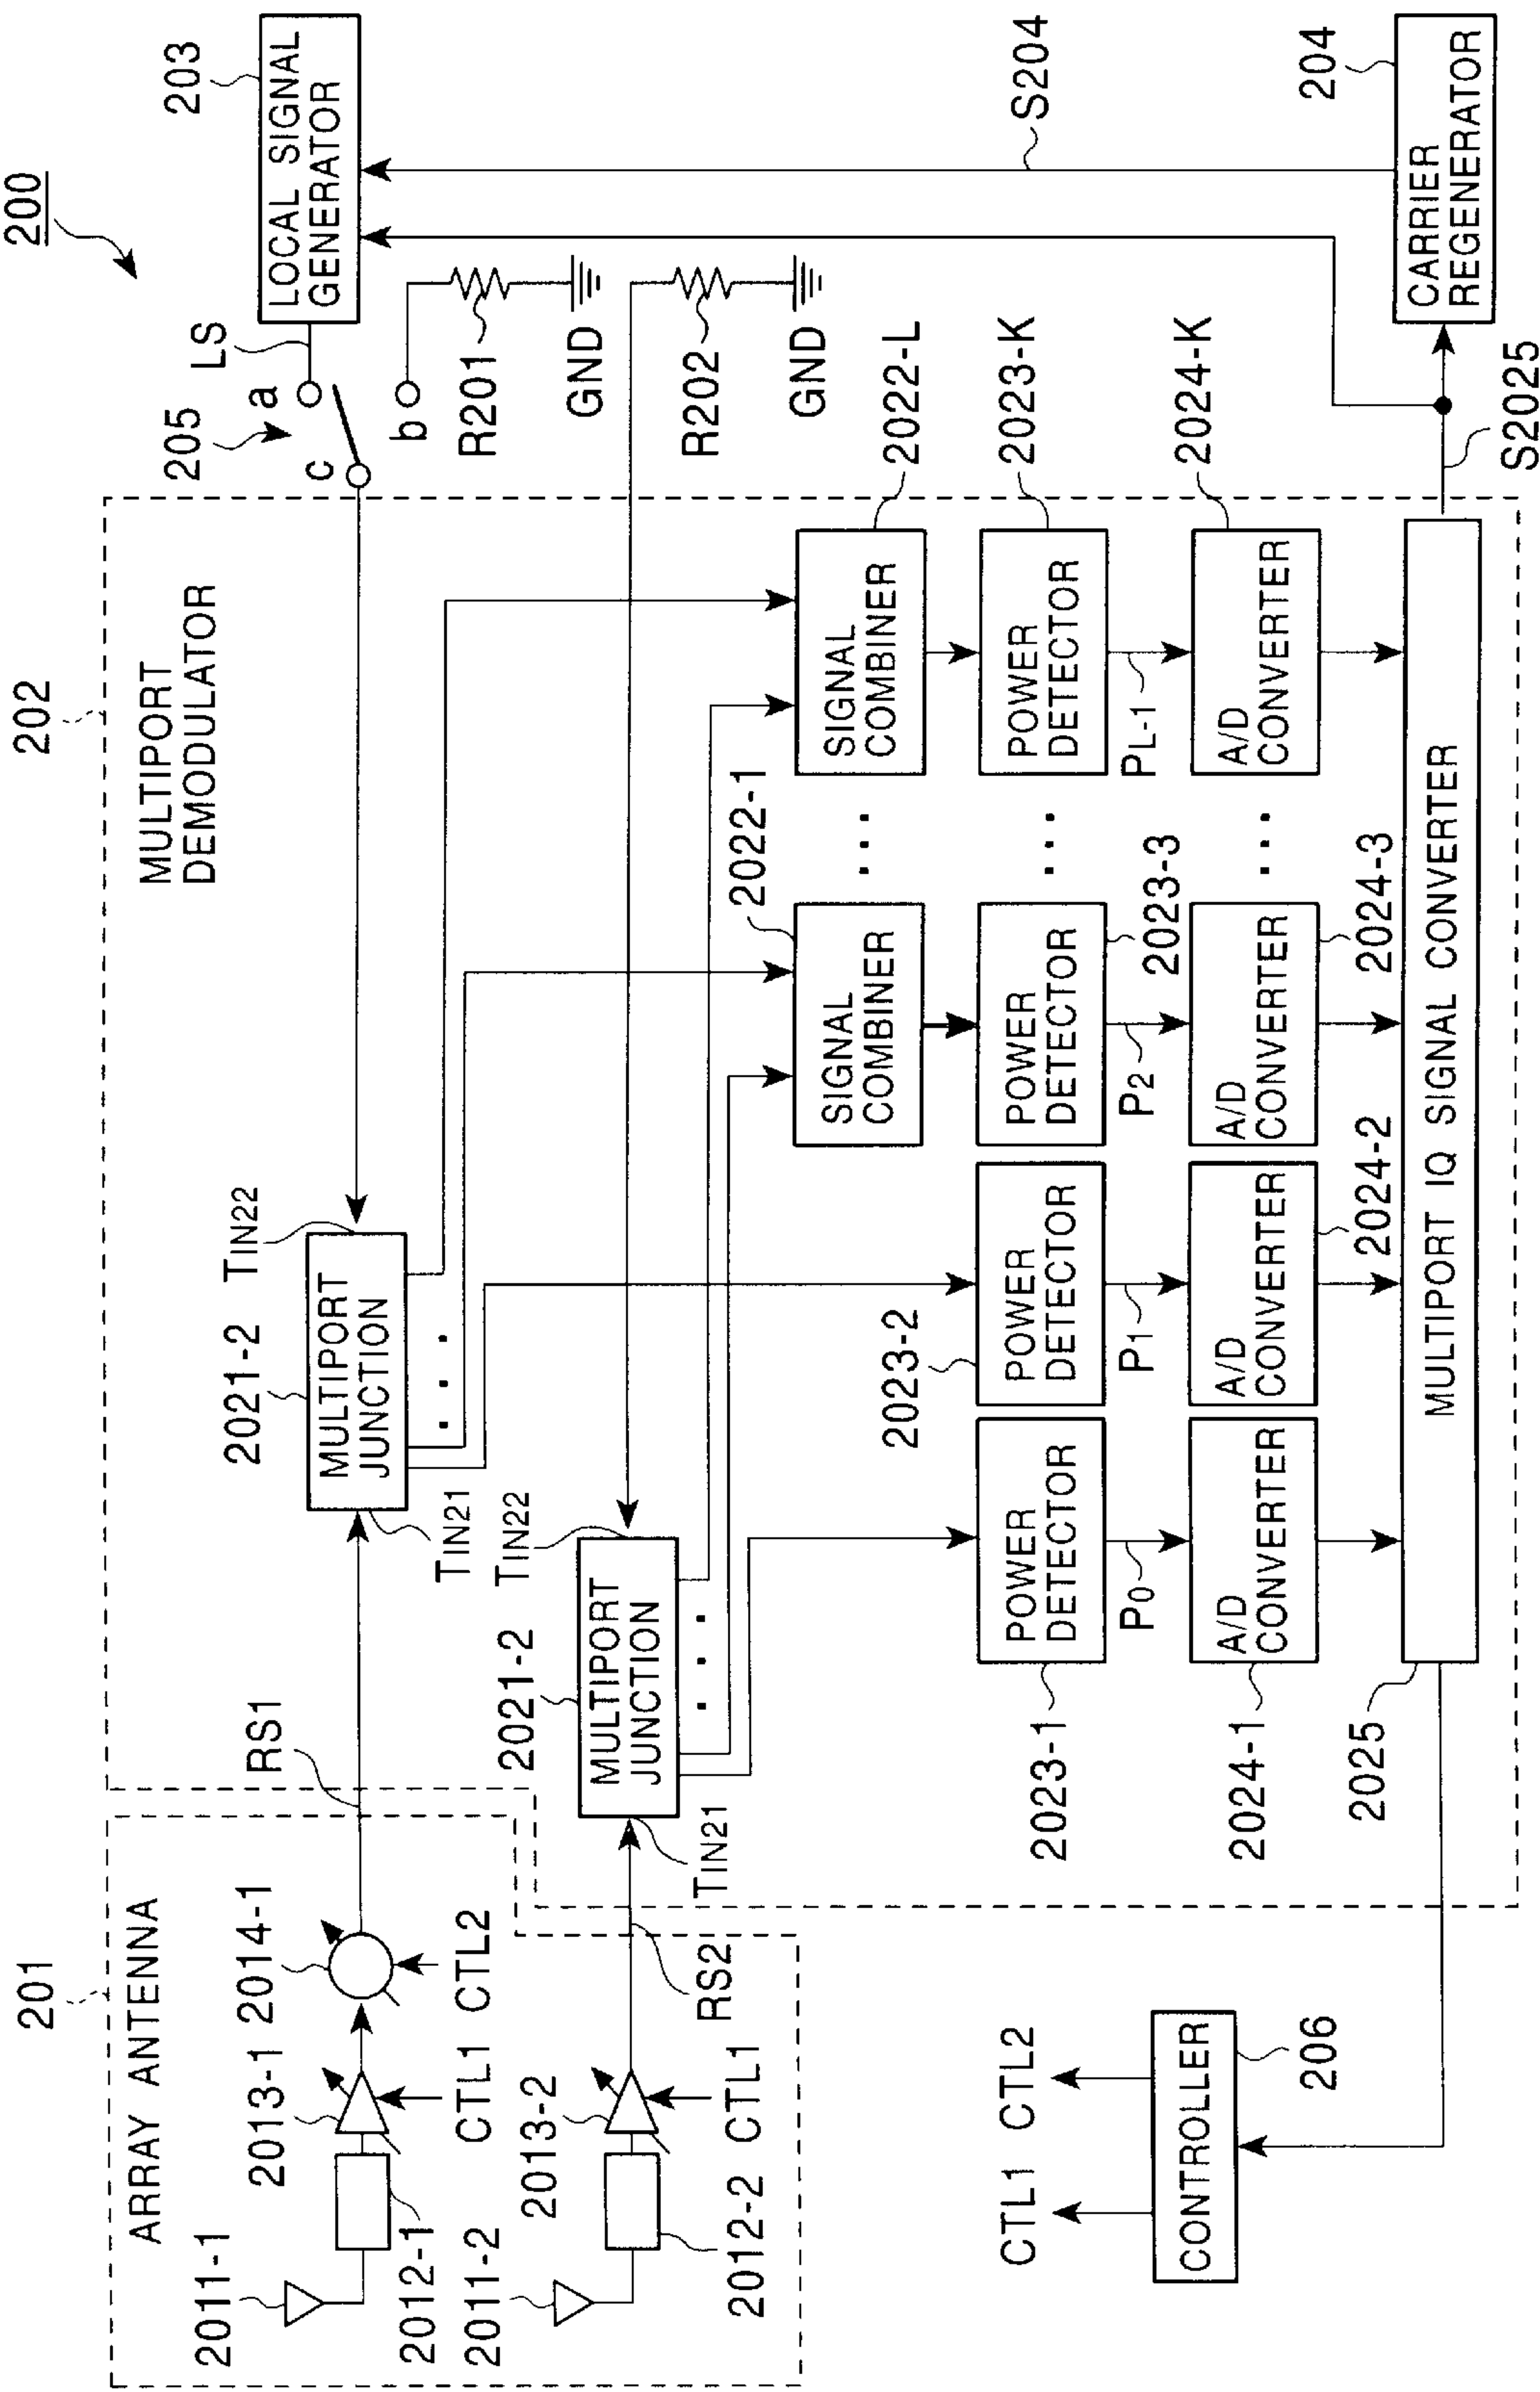 200
201
ARRAY ANTENNA
2011-1
2012-1
2013-1
CTL1
2014-1
CTL2
RS1
2011-2
2012-2
2013-2
CTL1
RS2
202
MULTIPORT
DEMODULATOR
2021-2
MULTIPORT
JUNCTION
TIN21
TIN22
2021-2
MULTIPORT
JUNCTION
TIN21
TIN22
205
a
b
c
LS
203
LOCAL SIGNAL
GENERATOR
R201
GND
R202
GND
2022-1
SIGNAL
COMBINER
...
2022-L
SIGNAL
COMBINER
2023-1
POWER
DETECTOR
2023-2
POWER
DETECTOR
2023-3
POWER
DETECTOR
...
2023-K
POWER
DETECTOR
P0
P1
P2
PL-1
2024-1
A/D
CONVERTER
2024-2
A/D
CONVERTER
2024-3
A/D
CONVERTER
...
2024-K
A/D
CONVERTER
2025
MULTIPORT IQ SIGNAL CONVERTER
S2025
204
CARRIER
REGENERATOR
S204
CTL1
CTL2
CONTROLLER
206